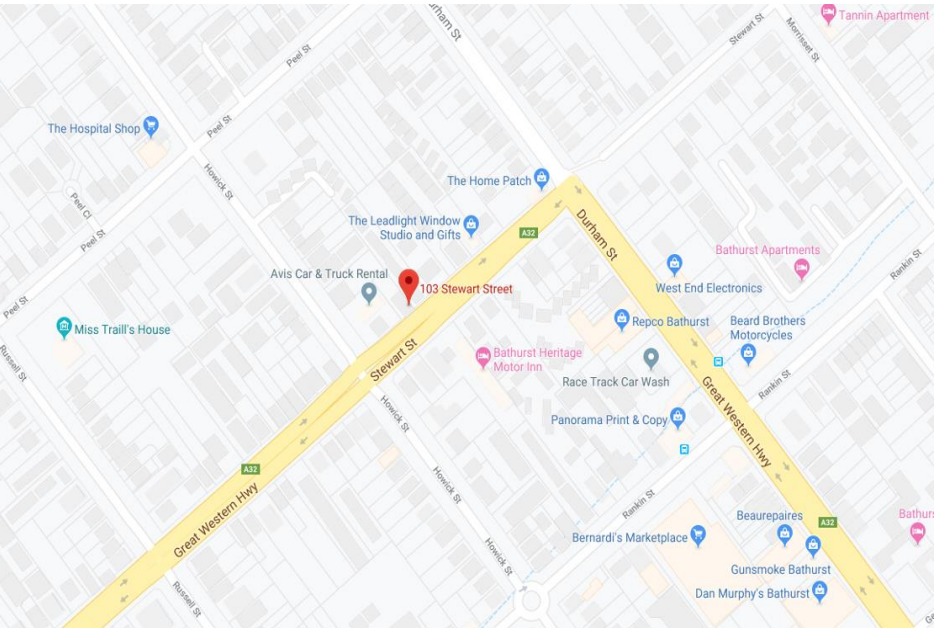 Durham St
Tannin Apartment
Stewart St
Morrisset St
Peel St
The Hospital Shop
Peel St
Howick St
The Home Patch
Peel Cl
Durham St
The Leadlight Window
Studio and Gifts
A32
Peel St
Bathurst Apartments
Rankin St
Avis Car & Truck Rental
103 Stewart Street
West End Electronics
Peel St
Miss Traill's House
Repco Bathurst
Beard Brothers
Motorcycles
Russell St
Stewart St
Bathurst Heritage
Motor Inn
Race Track Car Wash
Rankin St
Howick St
Great Western Hwy
Panorama Print & Copy
A32
Howick St
Great Western Hwy
Rankin St
Beaurepaires
A32
Bathurs
Bernardi's Marketplace
Howick St
Gunsmoke Bathurst
Russell St
Dan Murphy's Bathurst